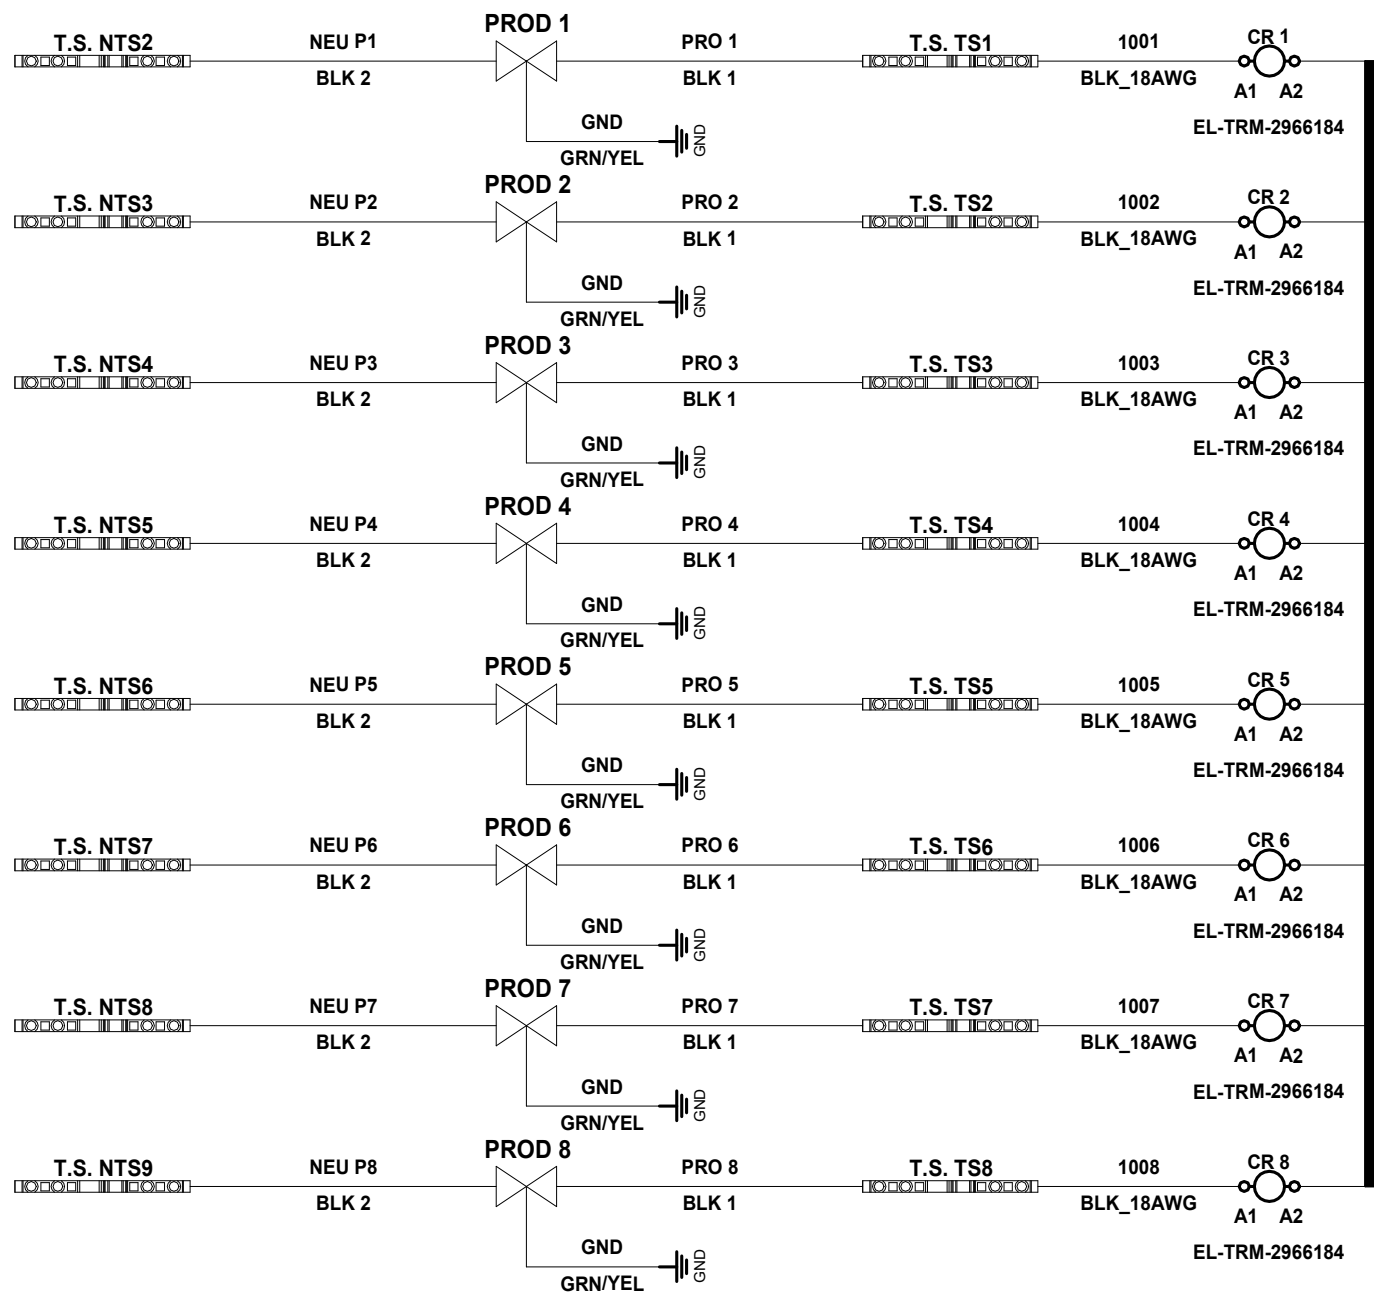 PROD 1
T.S. NTS2 NEU P1 PRO 1 T.S. TS1 1001 CR 1
BLK 2 BLK 1 BLK_18AWG A1 A2
GND EL-TRM-2966184
GRN/YEL GND
PROD 2
T.S. NTS3 NEU P2 PRO 2 T.S. TS2 1002 CR 2
BLK 2 BLK 1 BLK_18AWG A1 A2
GND EL-TRM-2966184
GRN/YEL GND
PROD 3
T.S. NTS4 NEU P3 PRO 3 T.S. TS3 1003 CR 3
BLK 2 BLK 1 BLK_18AWG A1 A2
GND EL-TRM-2966184
GRN/YEL GND
PROD 4
T.S. NTS5 NEU P4 PRO 4 T.S. TS4 1004 CR 4
BLK 2 BLK 1 BLK_18AWG A1 A2
GND EL-TRM-2966184
GRN/YEL GND
PROD 5
T.S. NTS6 NEU P5 PRO 5 T.S. TS5 1005 CR 5
BLK 2 BLK 1 BLK_18AWG A1 A2
GND EL-TRM-2966184
GRN/YEL GND
PROD 6
T.S. NTS7 NEU P6 PRO 6 T.S. TS6 1006 CR 6
BLK 2 BLK 1 BLK_18AWG A1 A2
GND EL-TRM-2966184
GRN/YEL GND
PROD 7
T.S. NTS8 NEU P7 PRO 7 T.S. TS7 1007 CR 7
BLK 2 BLK 1 BLK_18AWG A1 A2
GND EL-TRM-2966184
GRN/YEL GND
PROD 8
T.S. NTS9 NEU P8 PRO 8 T.S. TS8 1008 CR 8
BLK 2 BLK 1 BLK_18AWG A1 A2
GND EL-TRM-2966184
GRN/YEL GND